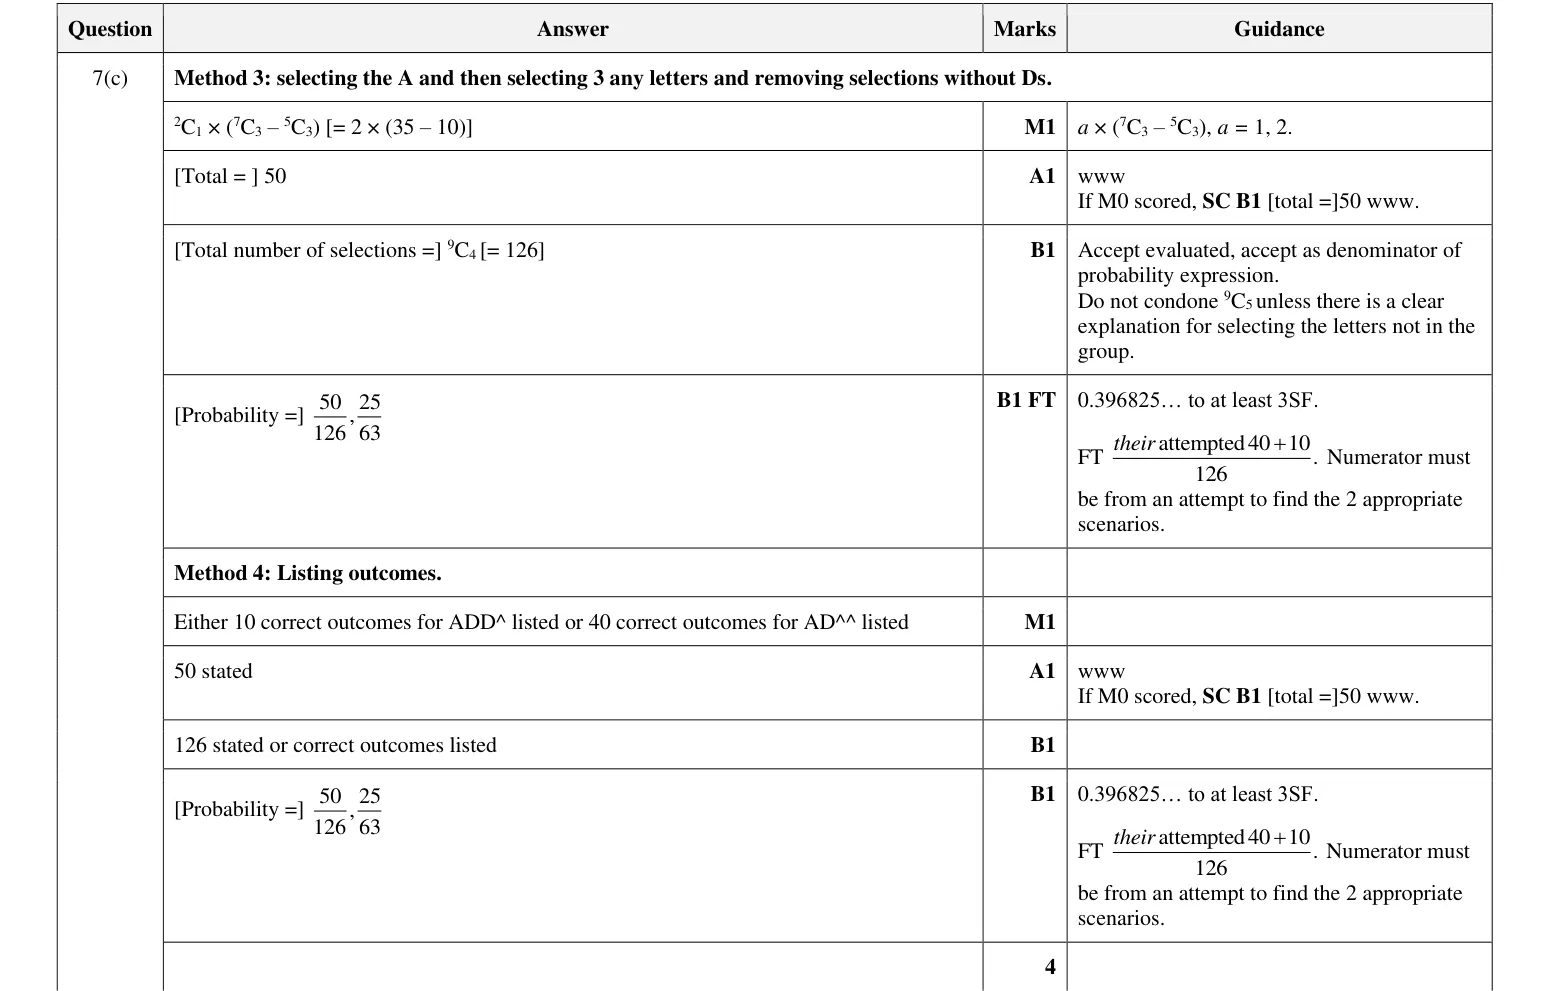 Question Answer Marks Guidance
7(c) Method 3: selecting the A and then selecting 3 any letters and removing selections without Ds.
²C₁ × (⁷C₃ – ⁵C₃) [= 2 × (35 – 10)] M1 a × (⁷C₃ – ⁵C₃), a = 1, 2.
[Total = ] 50 A1 www
If M0 scored, SC B1 [total =]50 www.
[Total number of selections =] ⁹C₄ [= 126] B1 Accept evaluated, accept as denominator of
probability expression.
Do not condone ⁹C₅ unless there is a clear
explanation for selecting the letters not in the
group.
[Probability =] 50/126, 25/63 B1 FT 0.396825… to at least 3SF.
FT their attempted 40 + 10/126. Numerator must
be from an attempt to find the 2 appropriate
scenarios.
Method 4: Listing outcomes.
Either 10 correct outcomes for ADD^ listed or 40 correct outcomes for AD^^ listed M1
50 stated A1 www
If M0 scored, SC B1 [total =]50 www.
126 stated or correct outcomes listed B1
[Probability =] 50/126, 25/63 B1 0.396825… to at least 3SF.
FT their attempted 40 + 10/126. Numerator must
be from an attempt to find the 2 appropriate
scenarios.
4